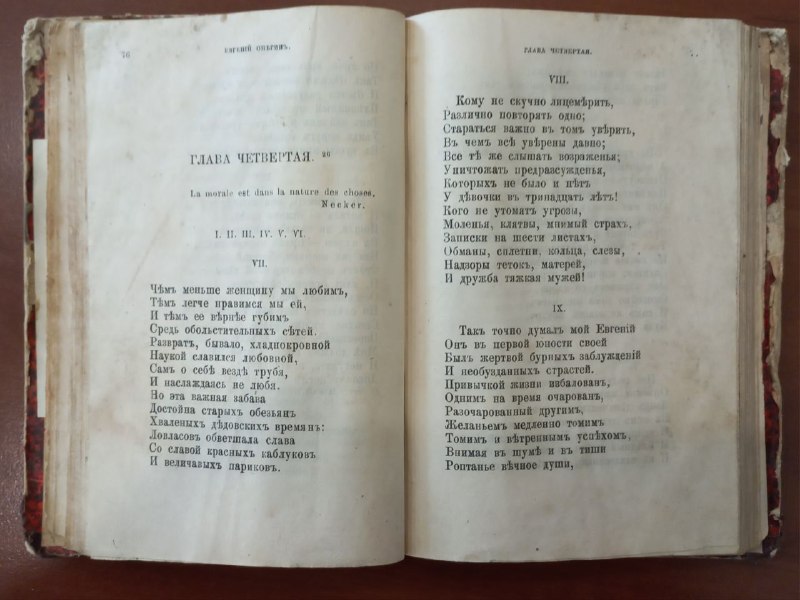 76
ЕВГЕНІЙ ОНѢГИНЪ.
ГЛАВА ЧЕТВЕРТАЯ. 26
La morale est dans la nature des choses.
Necker.
I. II. III. IV. V. VI.
VII.
Чѣмъ меньше женщину мы любимъ,
Тѣмъ легче нравимся мы ей,
И тѣмъ ее вѣрнѣе губимъ
Средь обольстительныхъ сѣтей.
Развратъ, бывало, хладнокровной
Наукой славился любовной,
Самъ о себѣ вездѣ трубя,
И наслаждаясь не любя.
Но эта важная забава
Достойна старыхъ обезьянъ
Хваленыхъ дѣдовскихъ времянъ:
Ловласовъ обветшала слава
Со славой красныхъ каблуковъ
И величавыхъ париковъ.
ГЛАВА ЧЕТВЕРТАЯ.
VIII.
Кому не скучно лицемѣрить,
Различно повторять одно;
Стараться важно въ томъ увѣрить,
Въ чемъ всѣ увѣрены давно;
Все тѣ же слышать возраженья;
Уничтожать предразсужденья,
Которыхъ не было и нѣтъ
У дѣвочки въ тринадцать лѣтъ!
Кого не утомятъ угрозы,
Моленья, клятвы, мнимый страхъ,
Записки на шести листахъ,
Обманы, сплетни, кольца, слезы,
Надзоры тетокъ, матерей,
И дружба тяжкая мужей!
IX.
Такъ точно думалъ мой Евгеній
Онъ въ первой юности своей
Былъ жертвой бурныхъ заблужденій
И необузданныхъ страстей.
Привычкой жизни избалованъ,
Однимъ на время очарованъ,
Разочарованный другимъ,
Желаньемъ медленно томимъ
Томимъ и вѣтреннымъ успѣхомъ,
Внимая въ шумѣ и въ тиши
Роптанье вѣчное души,